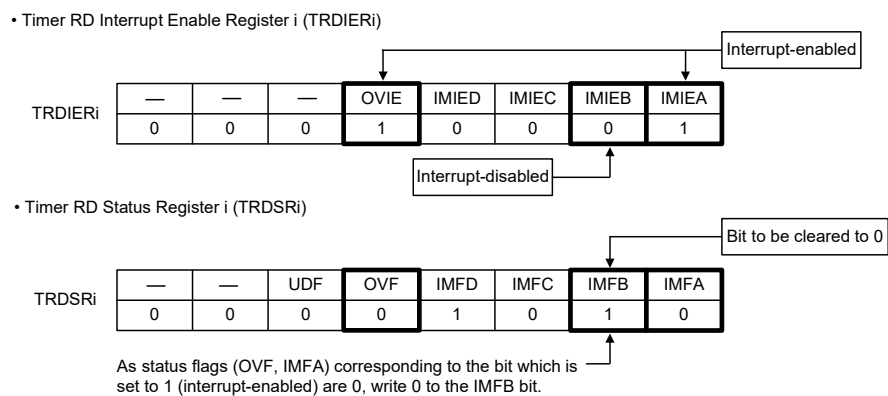 • Timer RD Interrupt Enable Register i (TRDIERi)
Interrupt-enabled
TRDIERi
— — — OVIE IMIED IMIEC IMIEB IMIEA
0 0 0 1 0 0 0 1
Interrupt-disabled
• Timer RD Status Register i (TRDSRi)
Bit to be cleared to 0
TRDSRi
— — UDF OVF IMFD IMFC IMFB IMFA
0 0 0 0 1 0 1 0
As status flags (OVF, IMFA) corresponding to the bit which is
set to 1 (interrupt-enabled) are 0, write 0 to the IMFB bit.